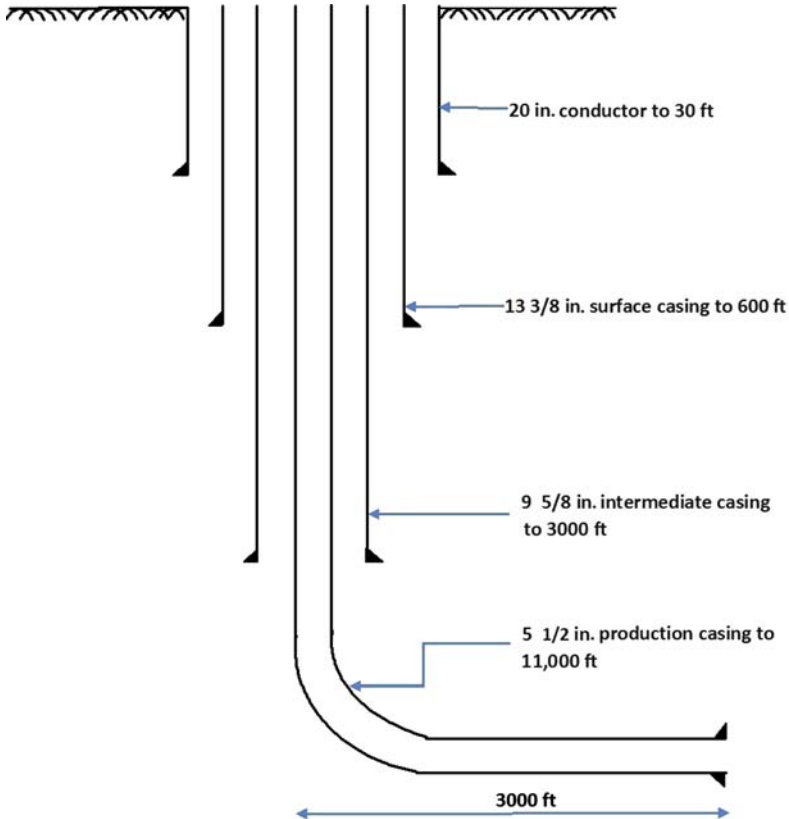 20 in. conductor to 30 ft
13 3/8 in. surface casing to 600 ft
9 5/8 in. intermediate casing
to 3000 ft
5 1/2 in. production casing to
11,000 ft
3000 ft